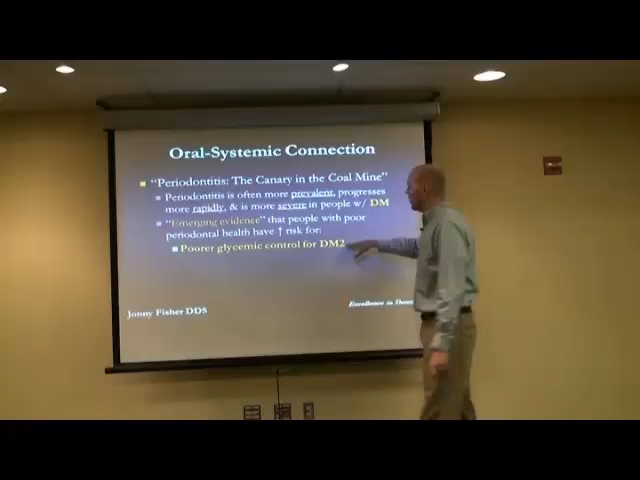 Oral-Systemic Connection
“Periodontitis: The Canary in the Coal Mine”
Periodontitis is often more prevalent, progresses
more rapidly, & is more severe in people w/ DM
“Emerging evidence” that people with poor
periodontal health have ↑ risk for:
Poorer glycemic control for DM2
Jonny Fisher DDS
Excellence in